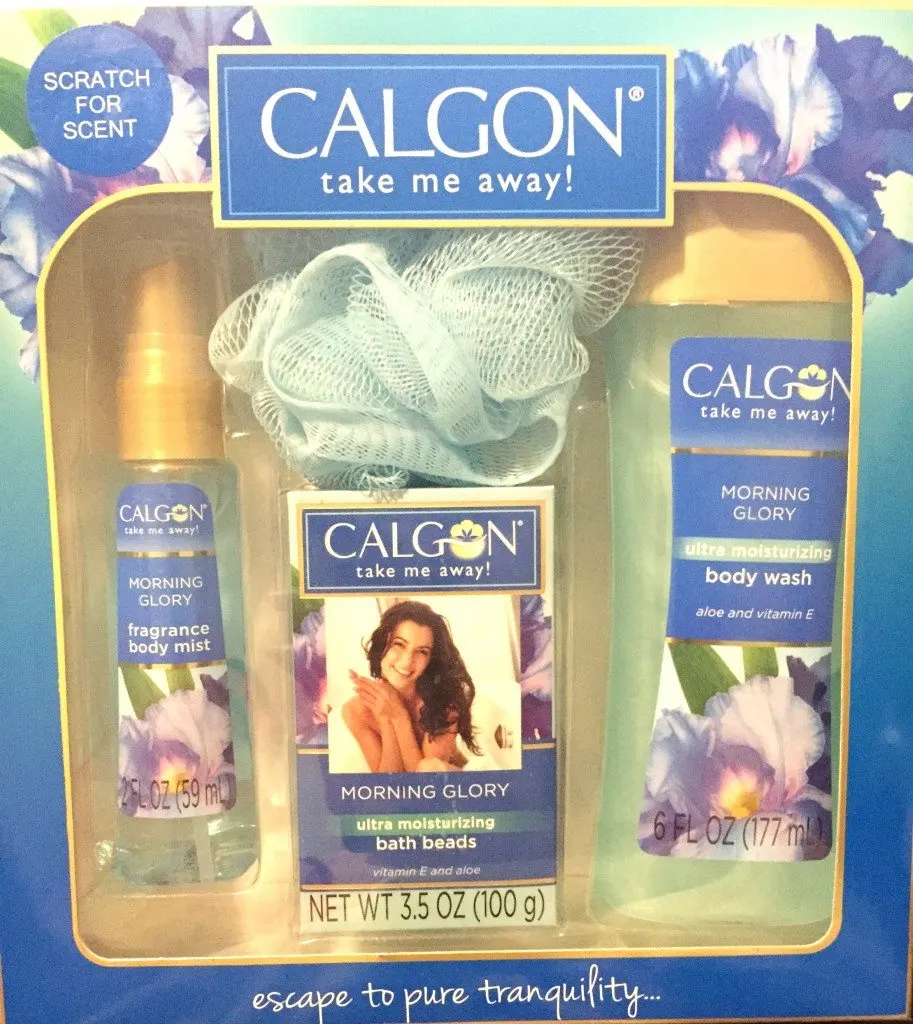 SCRATCH
FOR
SCENT
CALGON®
take me away!
CALGON®
take me away!
MORNING
GLORY
fragrance
body mist
2 FL OZ (59 mL)
CALGON®
take me away!
MORNING GLORY
ultra moisturizing
bath beads
vitamin E and aloe
NET WT 3.5 OZ (100 g)
CALGON
take me away!
MORNING
GLORY
ultra moisturizing
body wash
aloe and vitamin E
6 FL OZ (177 mL)
escape to pure tranquility...